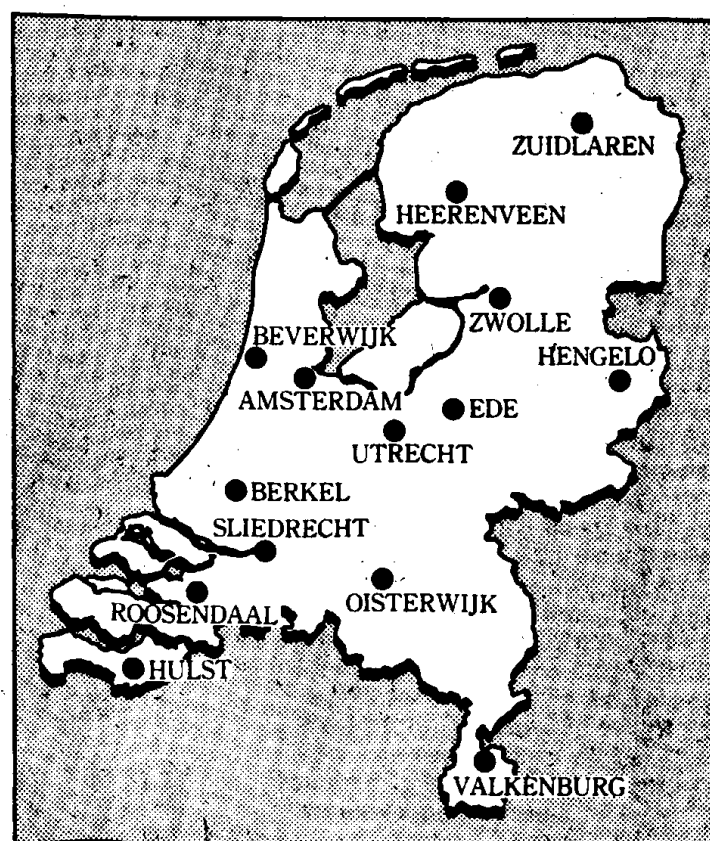 ZUIDLAREN
HEERENVEEN
ZWOLLE
BEVERWIJK
HENGELO
AMSTERDAM
EDE
UTRECHT
BERKEL
SLIEDRECHT
OISTERWIJK
ROOSENDAAL
HULST
VALKENBURG